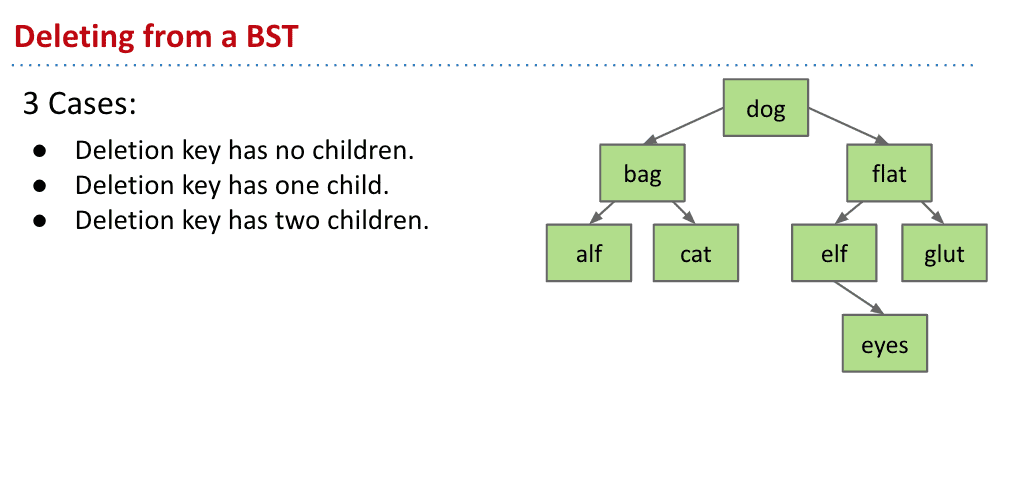 Deleting from a BST
3 Cases:
● Deletion key has no children.
● Deletion key has one child.
● Deletion key has two children.
dog
bag
flat
alf
cat
elf
glut
eyes